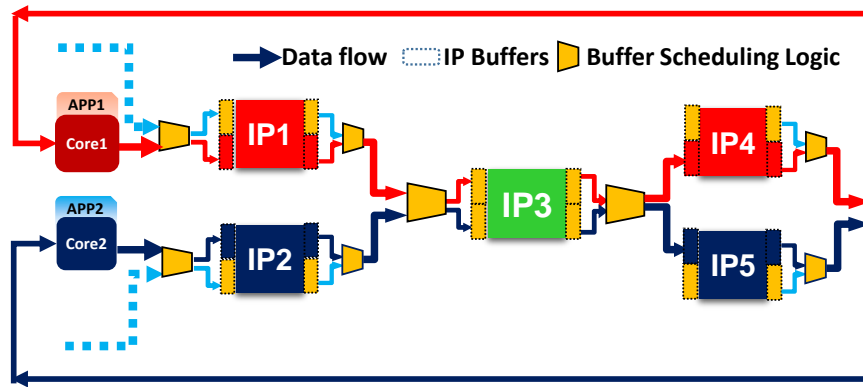 Data flow IP Buffers Buffer Scheduling Logic
APP1
Core1
IP1
IP4
IP3
APP2
Core2
IP2
IP5